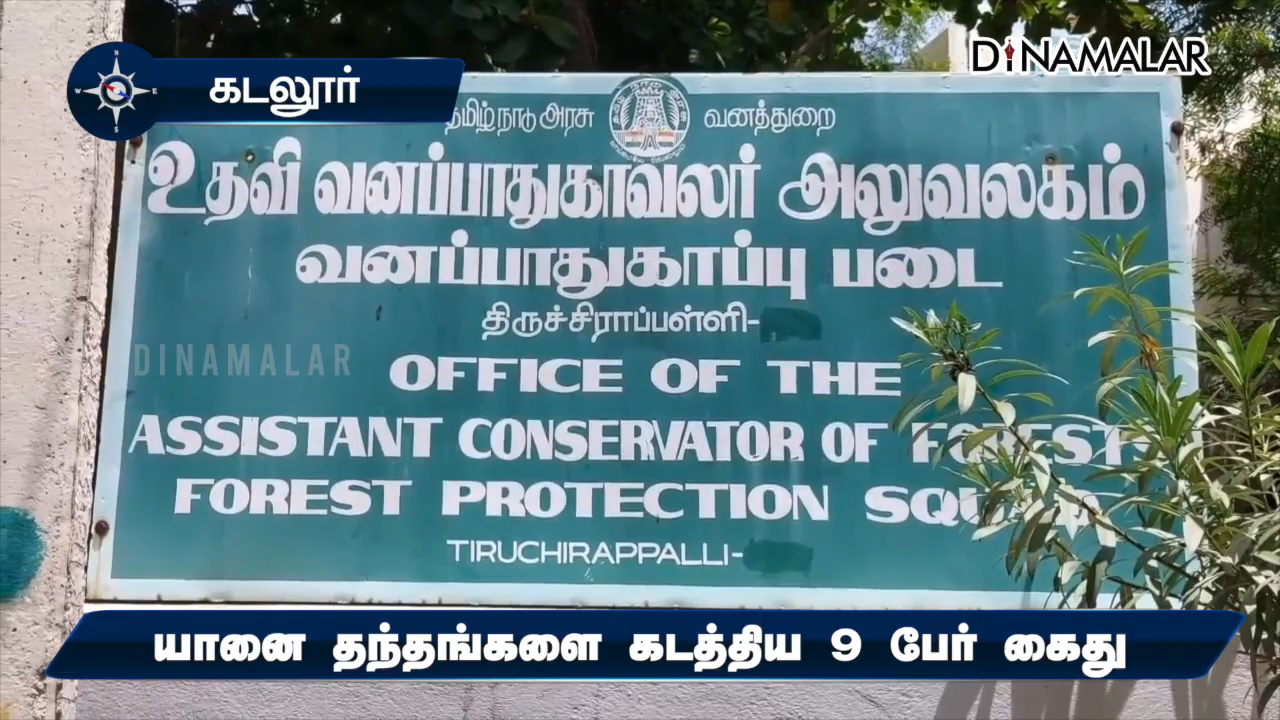 DINAMALAR
N
W E
S
கடலூர்
தமிழ்நாடு அரசு வனத்துறை
உதவி வனப்பாதுகாவலர் அலுவலகம்
வனப்பாதுகாப்பு படை
திருச்சிராப்பள்ளி-
DINAMALAR
OFFICE OF THE
ASSISTANT CONSERVATOR OF FOREST
FOREST PROTECTION
TIRUCHIRAPPALLI-
யானை தந்தங்களை கடத்திய 9 பேர் கைது